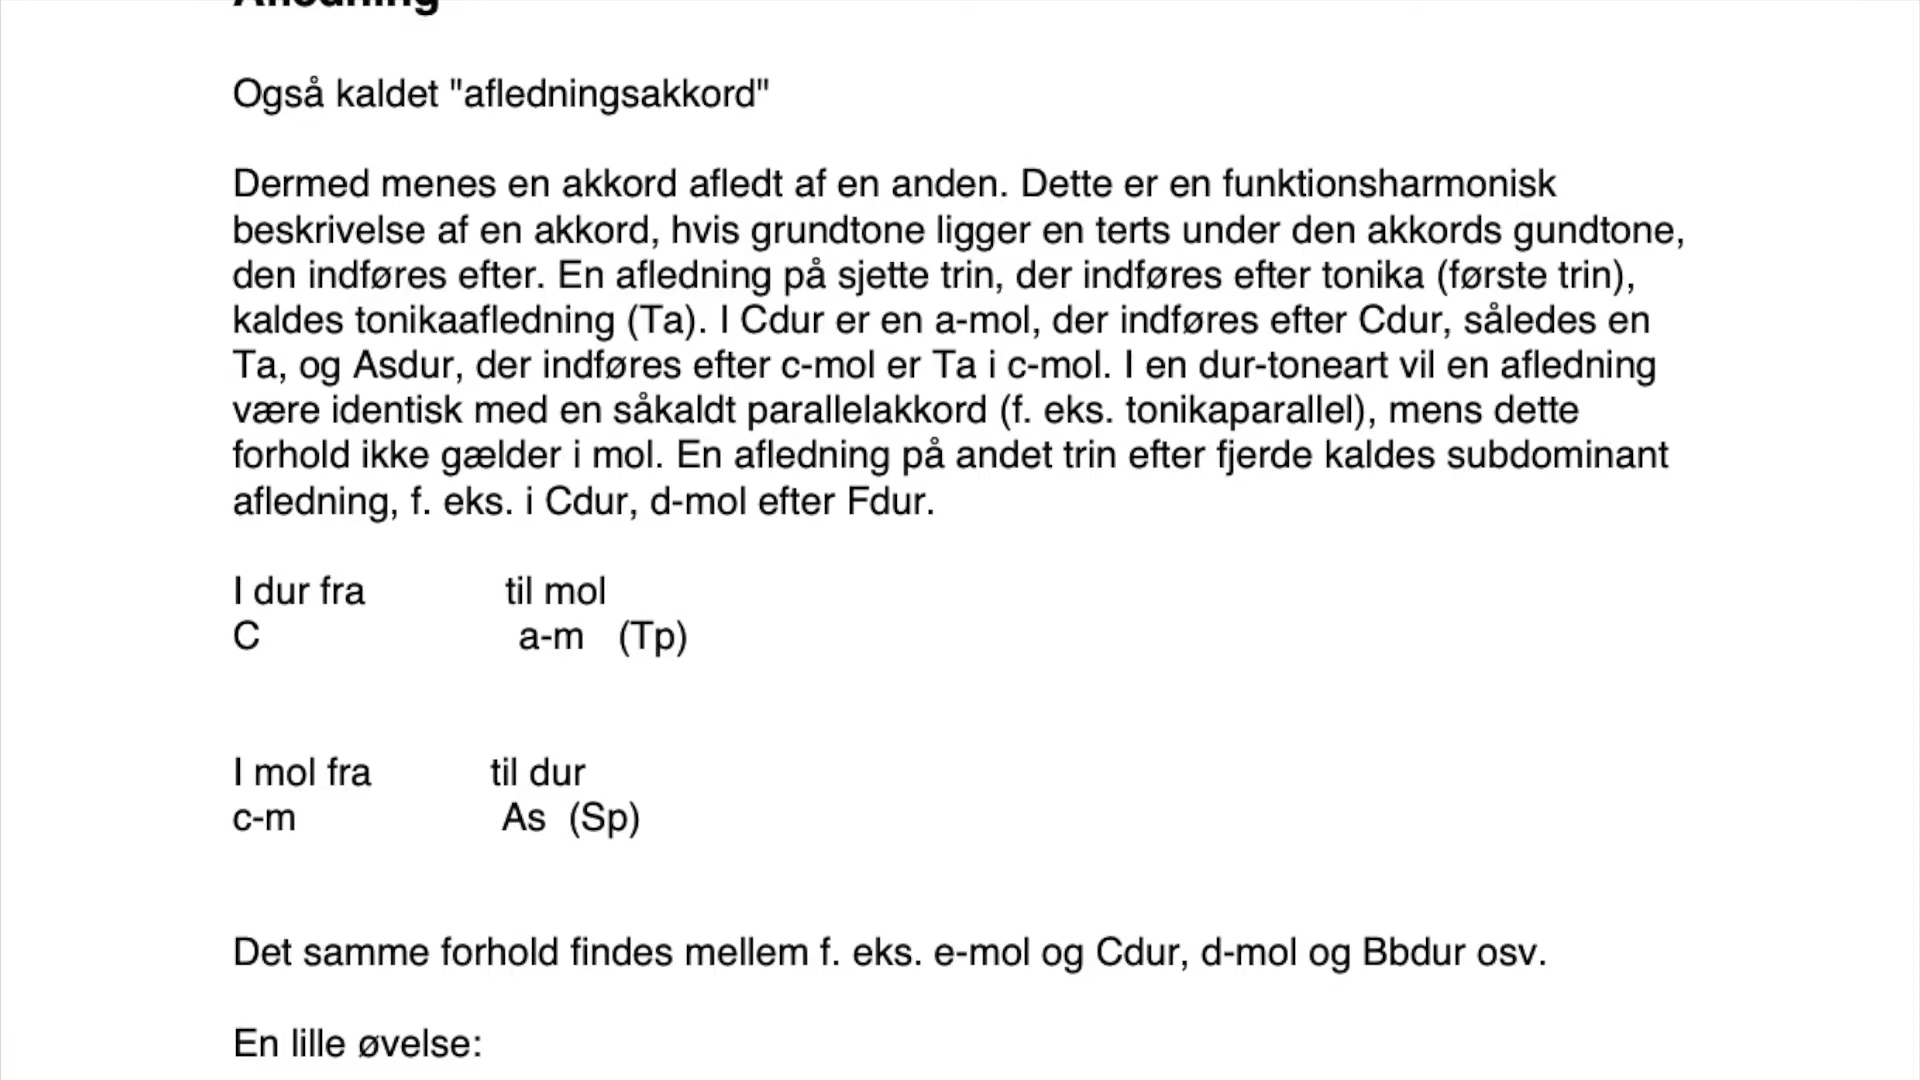 Afledning
Også kaldet "afledningsakkord"
Dermed menes en akkord afledt af en anden. Dette er en funktionsharmonisk
beskrivelse af en akkord, hvis grundtone ligger en terts under den akkords gundtone,
den indføres efter. En afledning på sjette trin, der indføres efter tonika (første trin),
kaldes tonikaafledning (Ta). I Cdur er en a-mol, der indføres efter Cdur, således en
Ta, og Asdur, der indføres efter c-mol er Ta i c-mol. I en dur-toneart vil en afledning
være identisk med en såkaldt parallelakkord (f. eks. tonikaparallel), mens dette
forhold ikke gælder i mol. En afledning på andet trin efter fjerde kaldes subdominant
afledning, f. eks. i Cdur, d-mol efter Fdur.
I dur fra til mol
C a-m (Tp)
I mol fra til dur
c-m As (Sp)
Det samme forhold findes mellem f. eks. e-mol og Cdur, d-mol og Bbdur osv.
En lille øvelse: